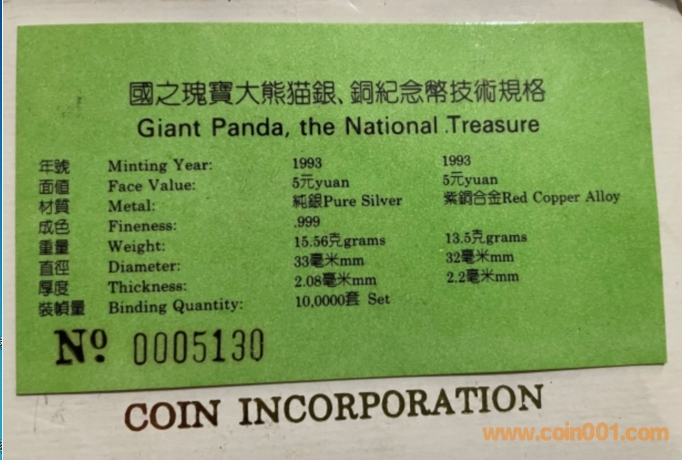 國之瑰寶大熊猫銀、銅紀念幣技術規格
Giant Panda, the National Treasure
年號 Minting Year: 1993 1993
面值 Face Value: 5元yuan 5元yuan
材質 Metal: 純銀Pure Silver 紫銅合金Red Copper Alloy
成色 Fineness: .999
重量 Weight: 15.56克grams 13.5克grams
直徑 Diameter: 33毫米mm 32毫米mm
厚度 Thickness: 2.08毫米mm 2.2毫米mm
裝幀量 Binding Quantity: 10,0000套 Set
Nº 0005130
COIN INCORPORATION
www.coin001.com